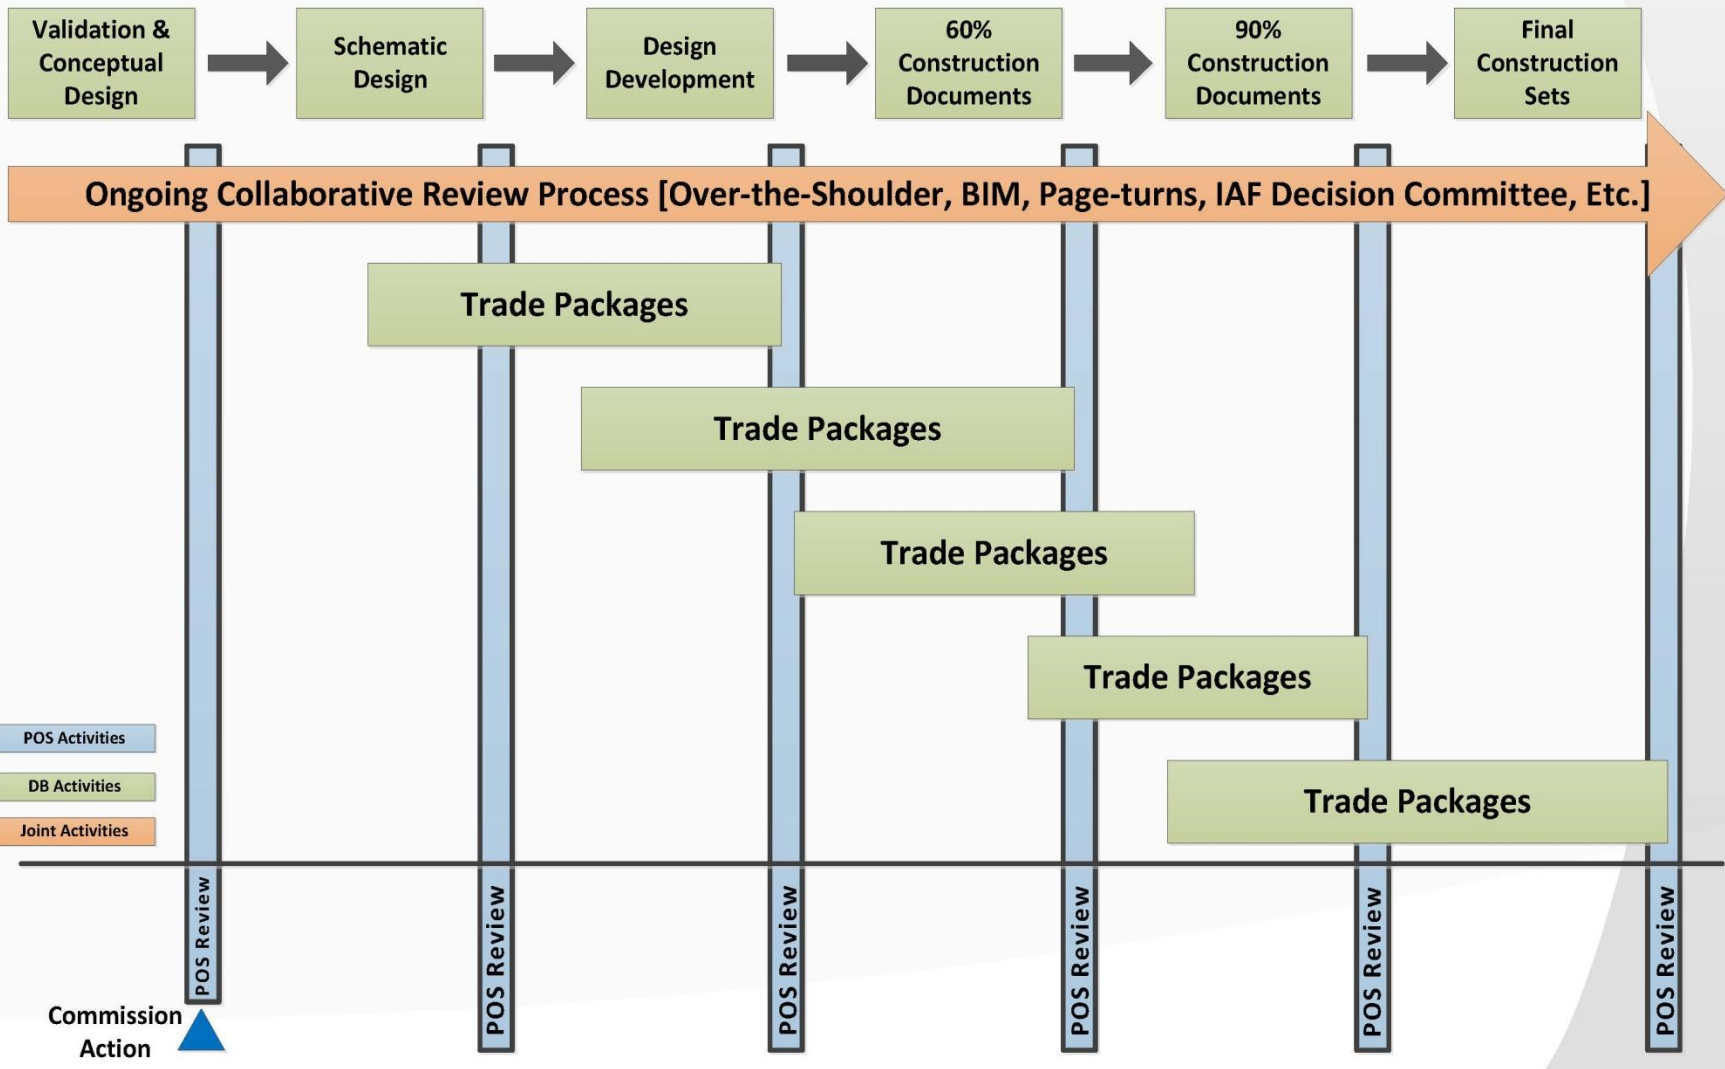 Validation &
Conceptual
Design
Schematic
Design
Design
Development
60%
Construction
Documents
90%
Construction
Documents
Final
Construction
Sets
Ongoing Collaborative Review Process [Over-the-Shoulder, BIM, Page-turns, IAF Decision Committee, Etc.]
Trade Packages
Trade Packages
Trade Packages
Trade Packages
Trade Packages
POS Activities
DB Activities
Joint Activities
POS Review
POS Review
POS Review
POS Review
POS Review
POS Review
Commission
Action